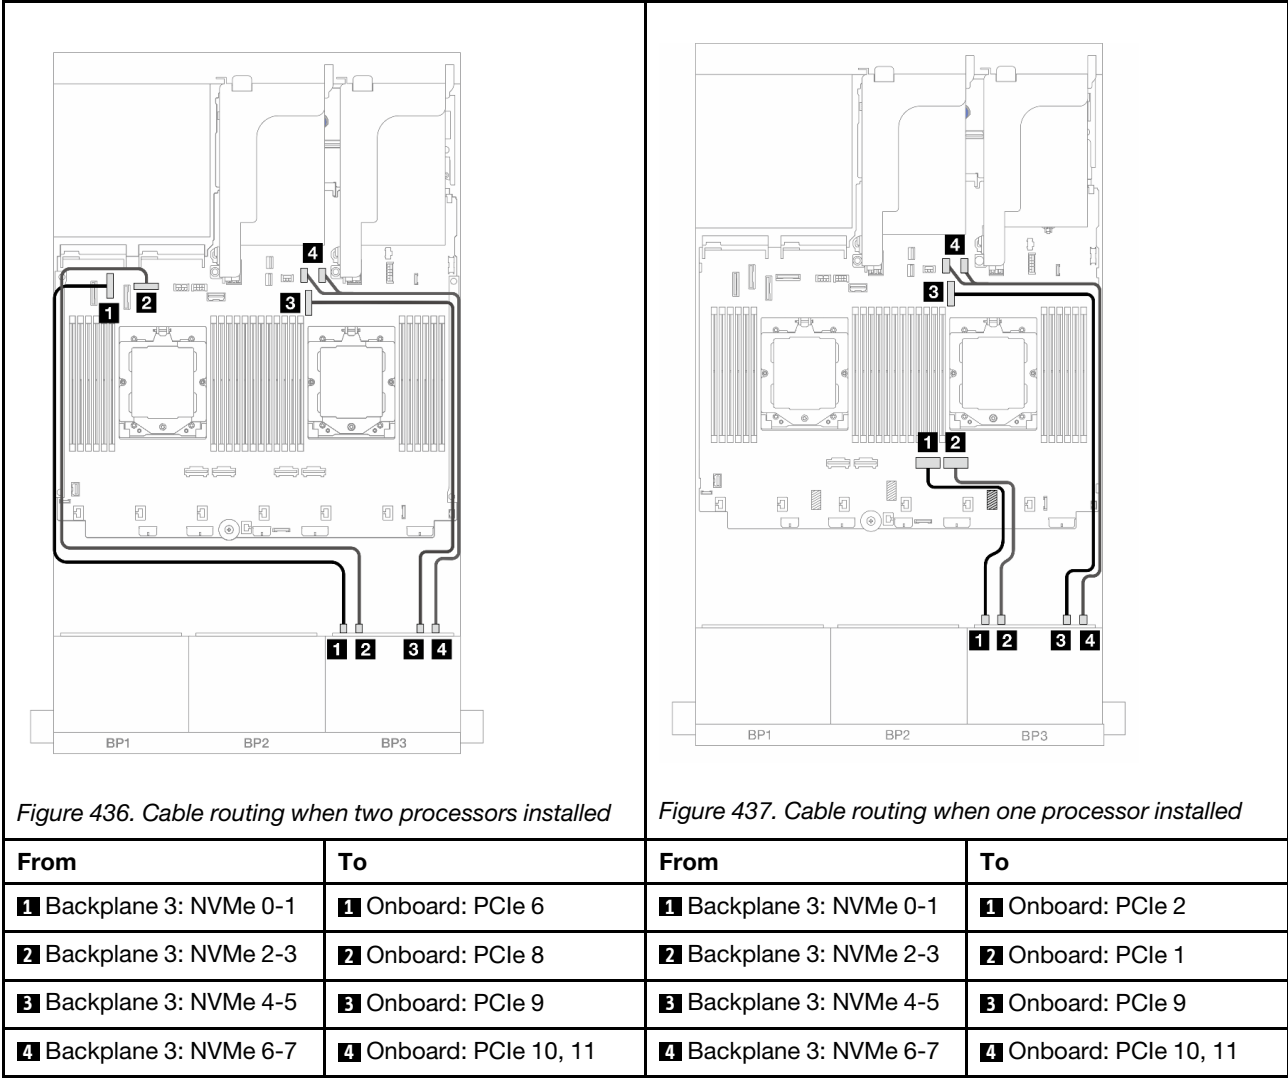 4
3
1
2
1 2 3 4
BP1 BP2 BP3
Figure 436. Cable routing when two processors installed
4
3
1 2
1 2 3 4
BP1 BP2 BP3
Figure 437. Cable routing when one processor installed
From To From To
1 Backplane 3: NVMe 0-1 1 Onboard: PCIe 6 1 Backplane 3: NVMe 0-1 1 Onboard: PCIe 2
2 Backplane 3: NVMe 2-3 2 Onboard: PCIe 8 2 Backplane 3: NVMe 2-3 2 Onboard: PCIe 1
3 Backplane 3: NVMe 4-5 3 Onboard: PCIe 9 3 Backplane 3: NVMe 4-5 3 Onboard: PCIe 9
4 Backplane 3: NVMe 6-7 4 Onboard: PCIe 10, 11 4 Backplane 3: NVMe 6-7 4 Onboard: PCIe 10, 11